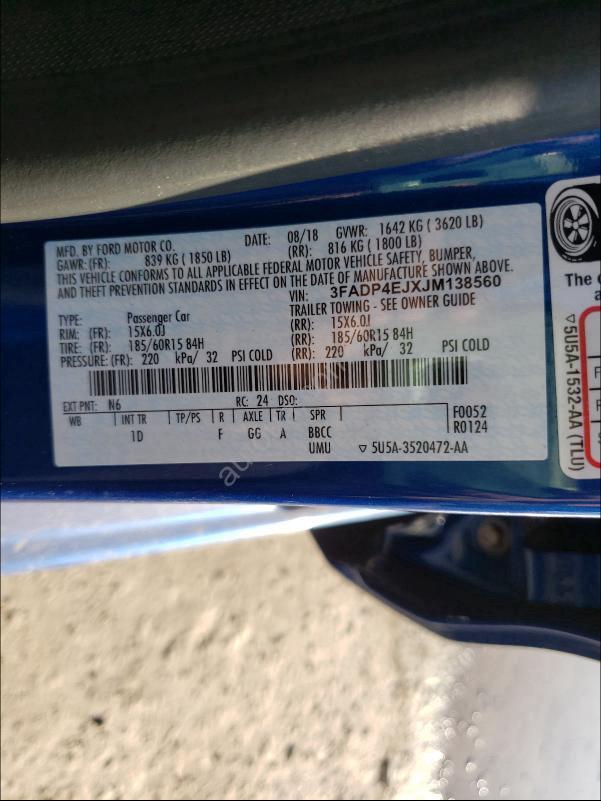 MFD. BY FORD MOTOR CO.
DATE: 08/18 GVWR: 1642 KG ( 3620 LB)
GAWR: (FR): 839 KG ( 1850 LB) (RR): 816 KG ( 1800 LB)
THIS VEHICLE CONFORMS TO ALL APPLICABLE FEDERAL MOTOR VEHICLE SAFETY, BUMPER,
AND THEFT PREVENTION STANDARDS IN EFFECT ON THE DATE OF MANUFACTURE SHOWN ABOVE.
VIN: 3FADP4EJXJM138560
TYPE: Passenger Car TRAILER TOWING - SEE OWNER GUIDE
RIM: (FR): 15X6.0J (RR): 15X6.0J
TIRE: (FR): 185/60R15 84H (RR): 185/60R15 84H
PRESSURE: (FR): 220 kPa/ 32 PSI COLD (RR): 220 kPa/ 32 PSI COLD
EXT PNT: N6 RC: 24 DSO:
WB INT TR TP/PS R AXLE TR SPR F0052
1D F GG A BBCC R0124
UMU ▽ 5U5A-3520472-AA
The
▽5U5A-1532-AA (TLU)